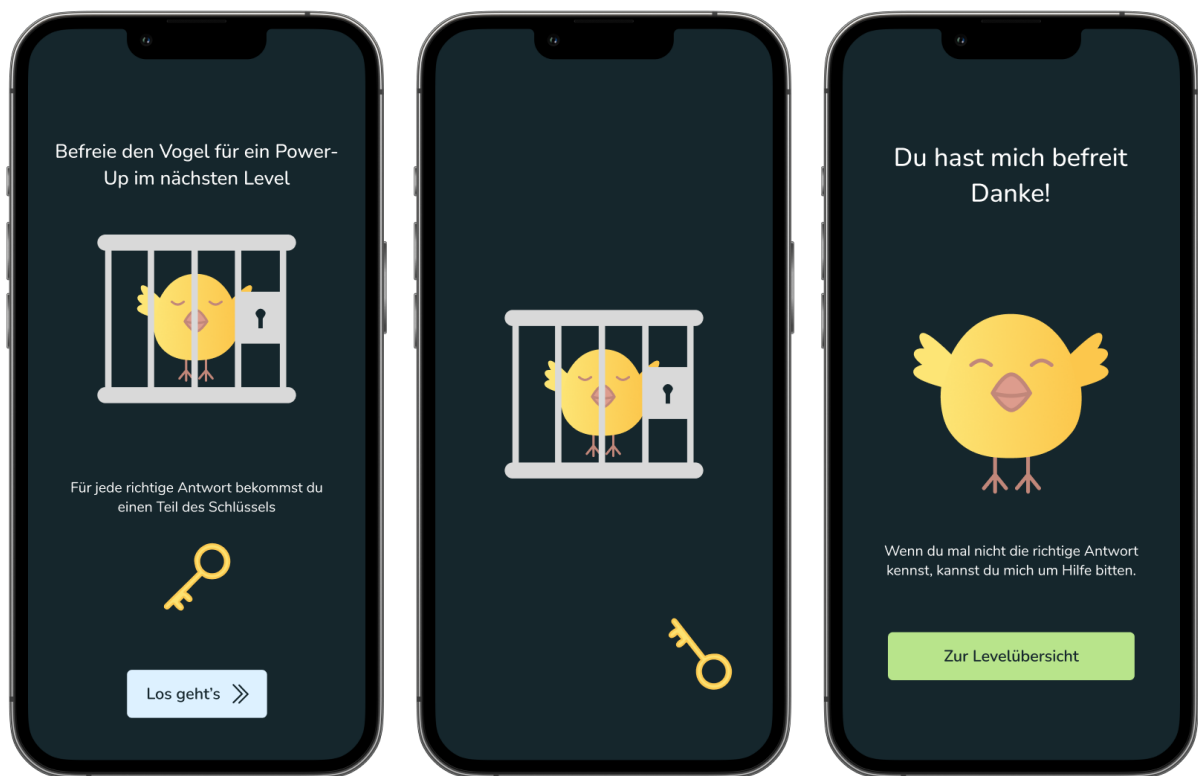 Befreie den Vogel für ein Power-
Up im nächsten Level
Für jede richtige Antwort bekommst du
einen Teil des Schlüssels
Los geht's
Du hast mich befreit
Danke!
Wenn du mal nicht die richtige Antwort
kennst, kannst du mich um Hilfe bitten.
Zur Levelübersicht